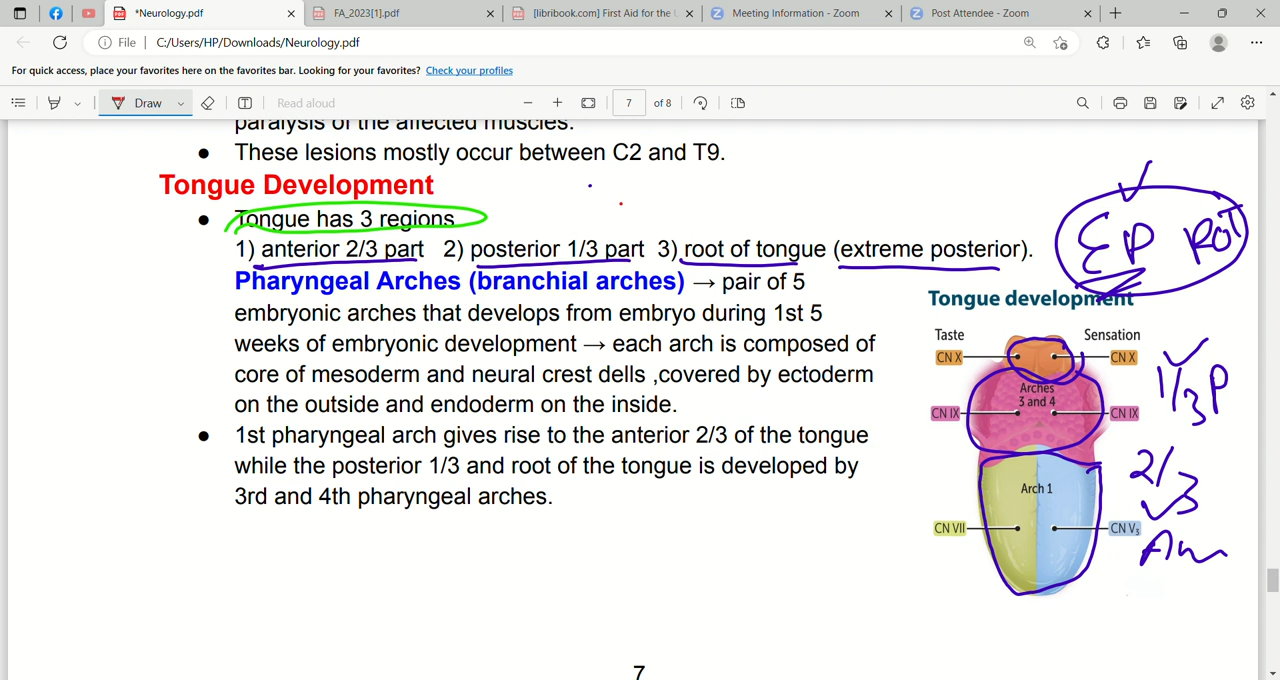 *Neurology.pdf
FA_2023[1].pdf
[libribook.com] First Aid for the U
Meeting Information - Zoom
Post Attendee - Zoom
File
C:/Users/HP/Downloads/Neurology.pdf
For quick access, place your favorites here on the favorites bar. Looking for your favorites? Check your profiles
Draw
Read aloud
7 of 8
paralysis of the affected muscles.
● These lesions mostly occur between C2 and T9.
Tongue Development
● Tongue has 3 regions
1) anterior 2/3 part 2) posterior 1/3 part 3) root of tongue (extreme posterior).
Pharyngeal Arches (branchial arches) → pair of 5
embryonic arches that develops from embryo during 1st 5
weeks of embryonic development → each arch is composed of
core of mesoderm and neural crest dells ,covered by ectoderm
on the outside and endoderm on the inside.
● 1st pharyngeal arch gives rise to the anterior 2/3 of the tongue
while the posterior 1/3 and root of the tongue is developed by
3rd and 4th pharyngeal arches.
EP ROT
Tongue development
Taste Sensation
CN X CN X
Arches
3 and 4
CN IX CN IX
Arch 1
CN VII CN V3
1/3 P
2/3
7